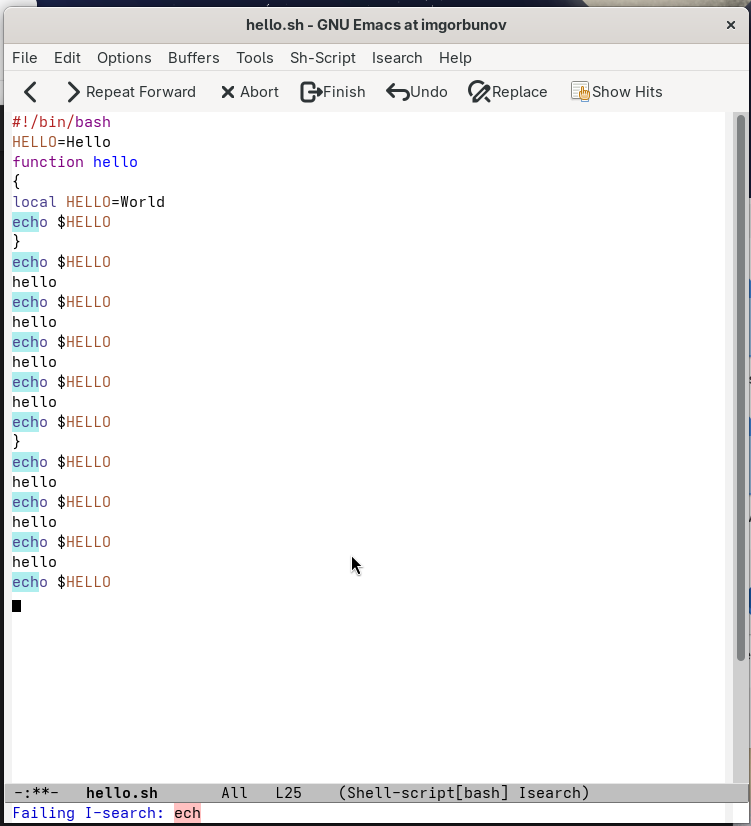 hello.sh - GNU Emacs at imgorbunov ×
File Edit Options Buffers Tools Sh-Script Isearch Help
Repeat Forward Abort Finish Undo Replace Show Hits
#!/bin/bash
HELLO=Hello
function hello
{
local HELLO=World
echo $HELLO
}
echo $HELLO
hello
echo $HELLO
hello
echo $HELLO
hello
echo $HELLO
hello
echo $HELLO
}
echo $HELLO
hello
echo $HELLO
hello
echo $HELLO
hello
echo $HELLO
-:**- hello.sh All L25 (Shell-script[bash] Isearch)
Failing I-search: ech